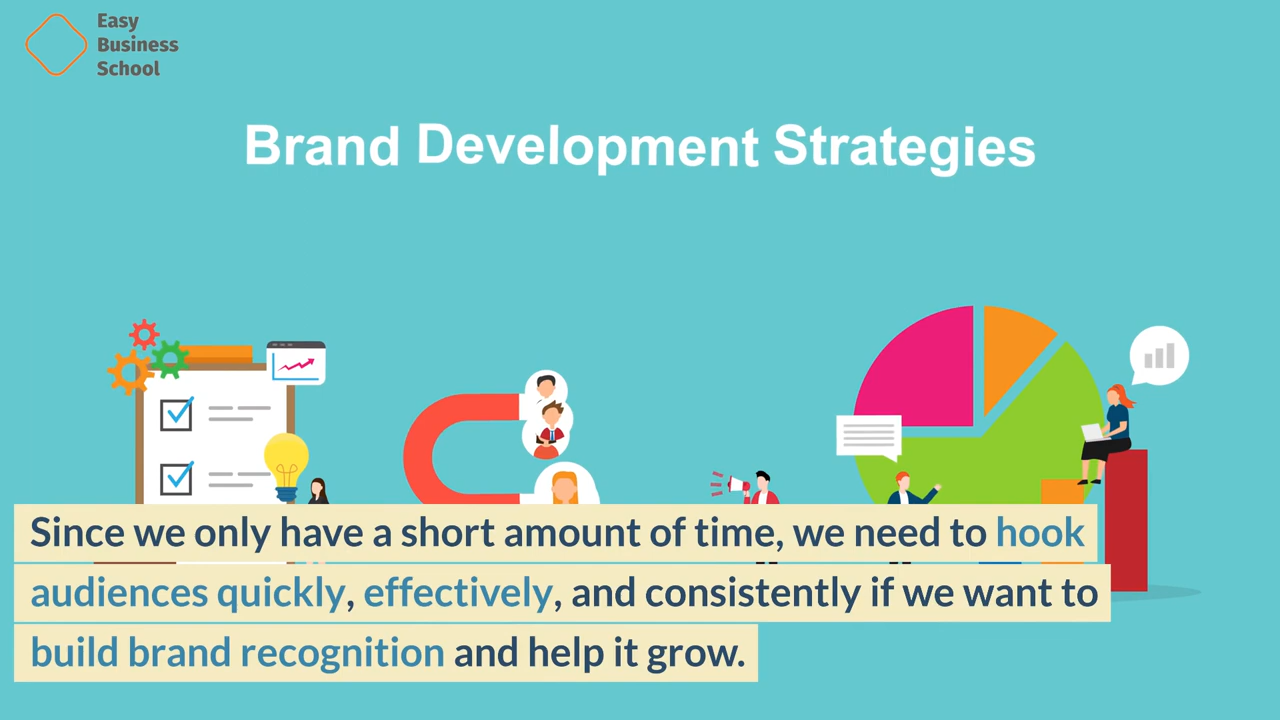 Easy
Business
School
Brand Development Strategies
Since we only have a short amount of time, we need to hook
audiences quickly, effectively, and consistently if we want to
build brand recognition and help it grow.